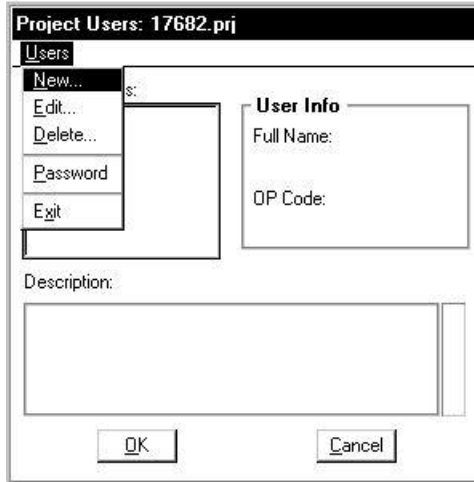 Project Users: 17682.prj
Users
New...
s:
Edit...
Delete...
Password
Exit
User Info
Full Name:
OP Code:
Description:
OK
Cancel